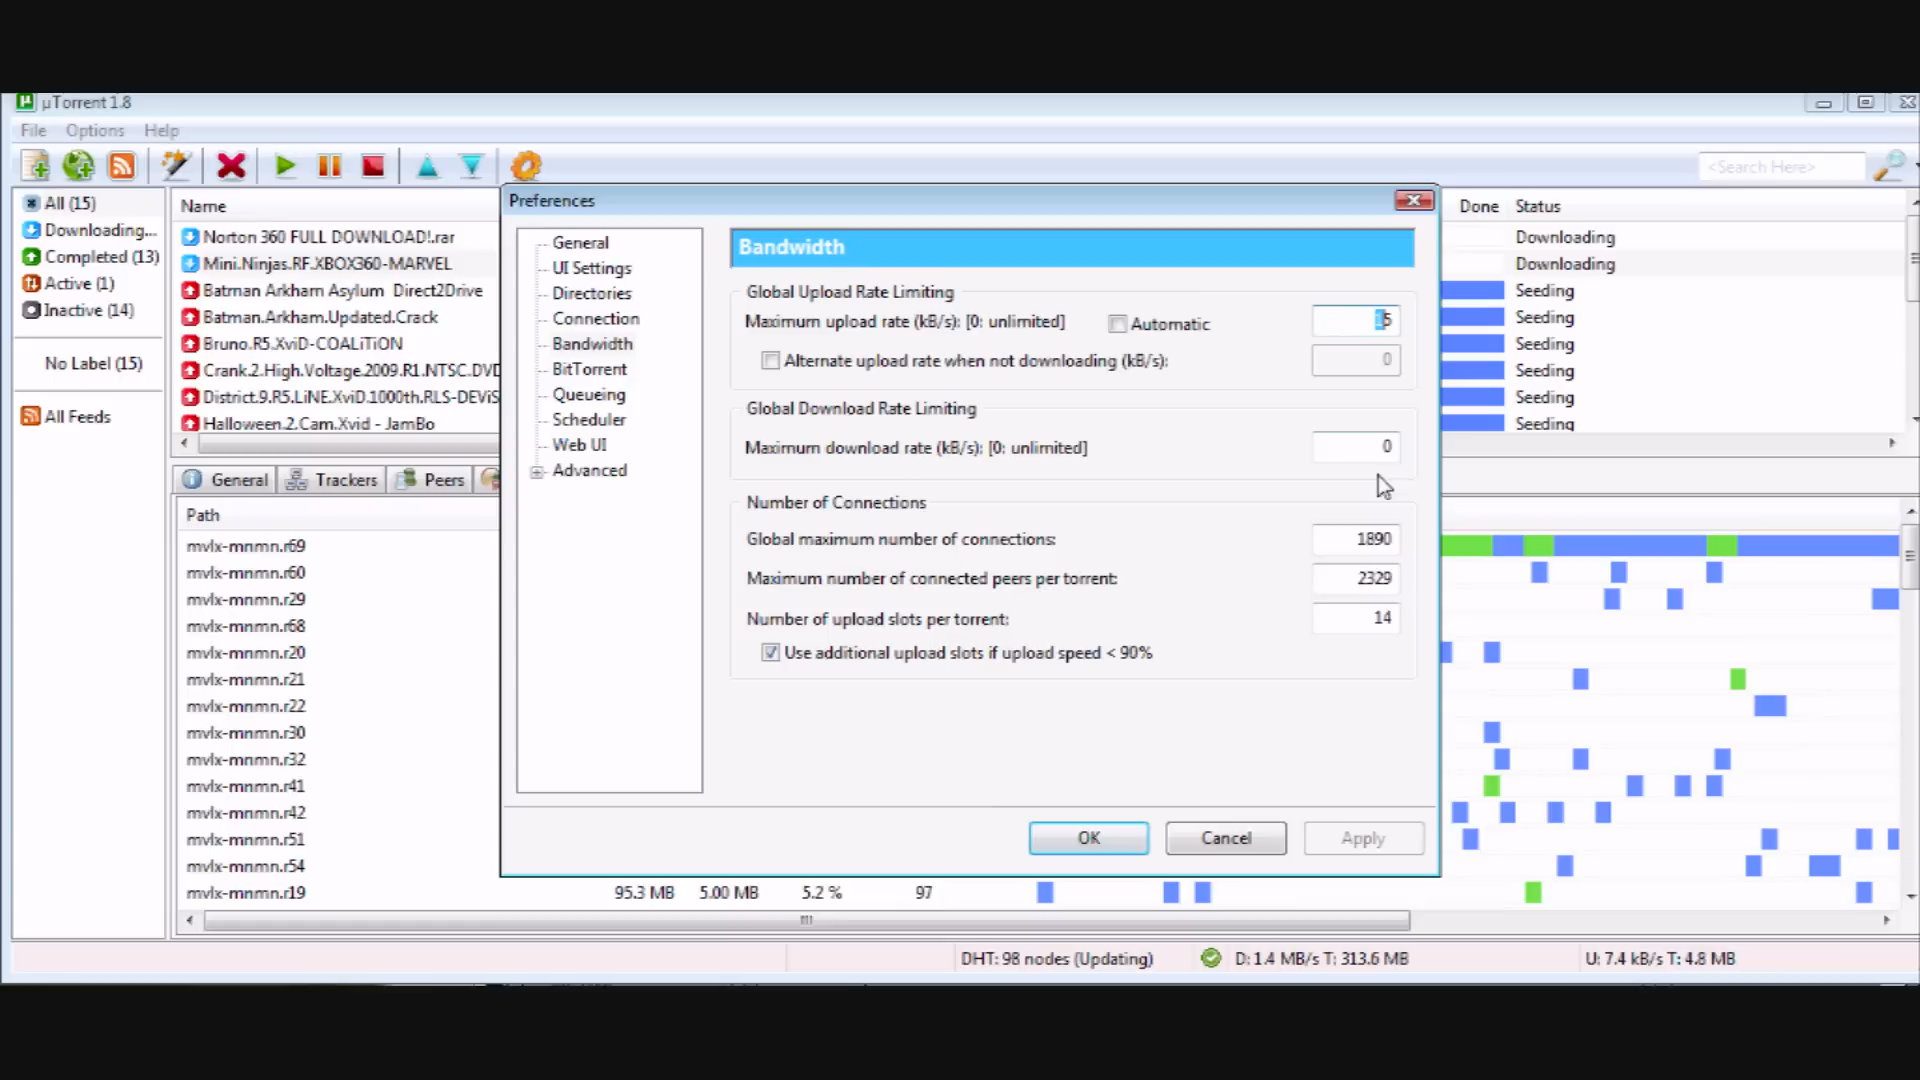 µTorrent 1.8
File Options Help
<Search Here>
All (15)
Downloading...
Completed (13)
Active (1)
Inactive (14)
No Label (15)
All Feeds
Name
Done Status
Norton 360 FULL DOWNLOAD!.rar
Downloading
Mini.Ninjas.RF.XBOX360-MARVEL
Downloading
Batman Arkham Asylum Direct2Drive
Seeding
Batman.Arkham.Updated.Crack
Seeding
Bruno.R5.XviD-COALiTiON
Seeding
Crank.2.High.Voltage.2009.R1.NTSC.DVD
Seeding
District.9.R5.LiNE.XviD.1000th.RLS-DEViS
Seeding
Halloween.2.Cam.Xvid - JamBo
Seeding
General Trackers Peers
Path
mvlx-mnmn.r69
mvlx-mnmn.r60
mvlx-mnmn.r29
mvlx-mnmn.r68
mvlx-mnmn.r20
mvlx-mnmn.r21
mvlx-mnmn.r22
mvlx-mnmn.r30
mvlx-mnmn.r32
mvlx-mnmn.r41
mvlx-mnmn.r42
mvlx-mnmn.r51
mvlx-mnmn.r54
mvlx-mnmn.r19 95.3 MB 5.00 MB 5.2 % 97
Preferences
General
UI Settings
Directories
Connection
Bandwidth
BitTorrent
Queueing
Scheduler
Web UI
Advanced
Bandwidth
Global Upload Rate Limiting
Maximum upload rate (kB/s): [0: unlimited] Automatic
Alternate upload rate when not downloading (kB/s): 0
Global Download Rate Limiting
Maximum download rate (kB/s): [0: unlimited] 0
Number of Connections
Global maximum number of connections: 1890
Maximum number of connected peers per torrent: 2329
Number of upload slots per torrent: 14
Use additional upload slots if upload speed < 90%
OK Cancel Apply
DHT: 98 nodes (Updating) D: 1.4 MB/s T: 313.6 MB U: 7.4 kB/s T: 4.8 MB